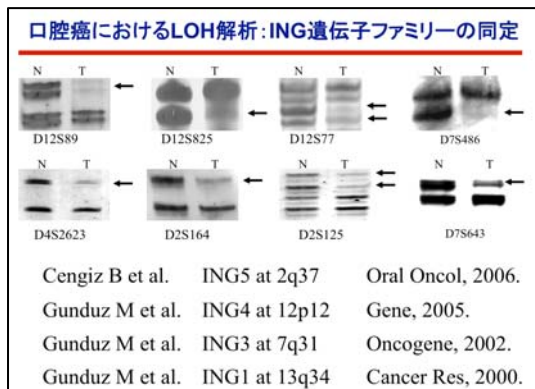 口腔癌におけるLOH解析：ING遺伝子ファミリーの同定
N T N T N T N T
D12S89 D12S825 D12S77 D7S486
N T N T N T N T
D4S2623 D2S164 D2S125 D7S643
Cengiz B et al. ING5 at 2q37 Oral Oncol, 2006.
Gunduz M et al. ING4 at 12p12 Gene, 2005.
Gunduz M et al. ING3 at 7q31 Oncogene, 2002.
Gunduz M et al. ING1 at 13q34 Cancer Res, 2000.